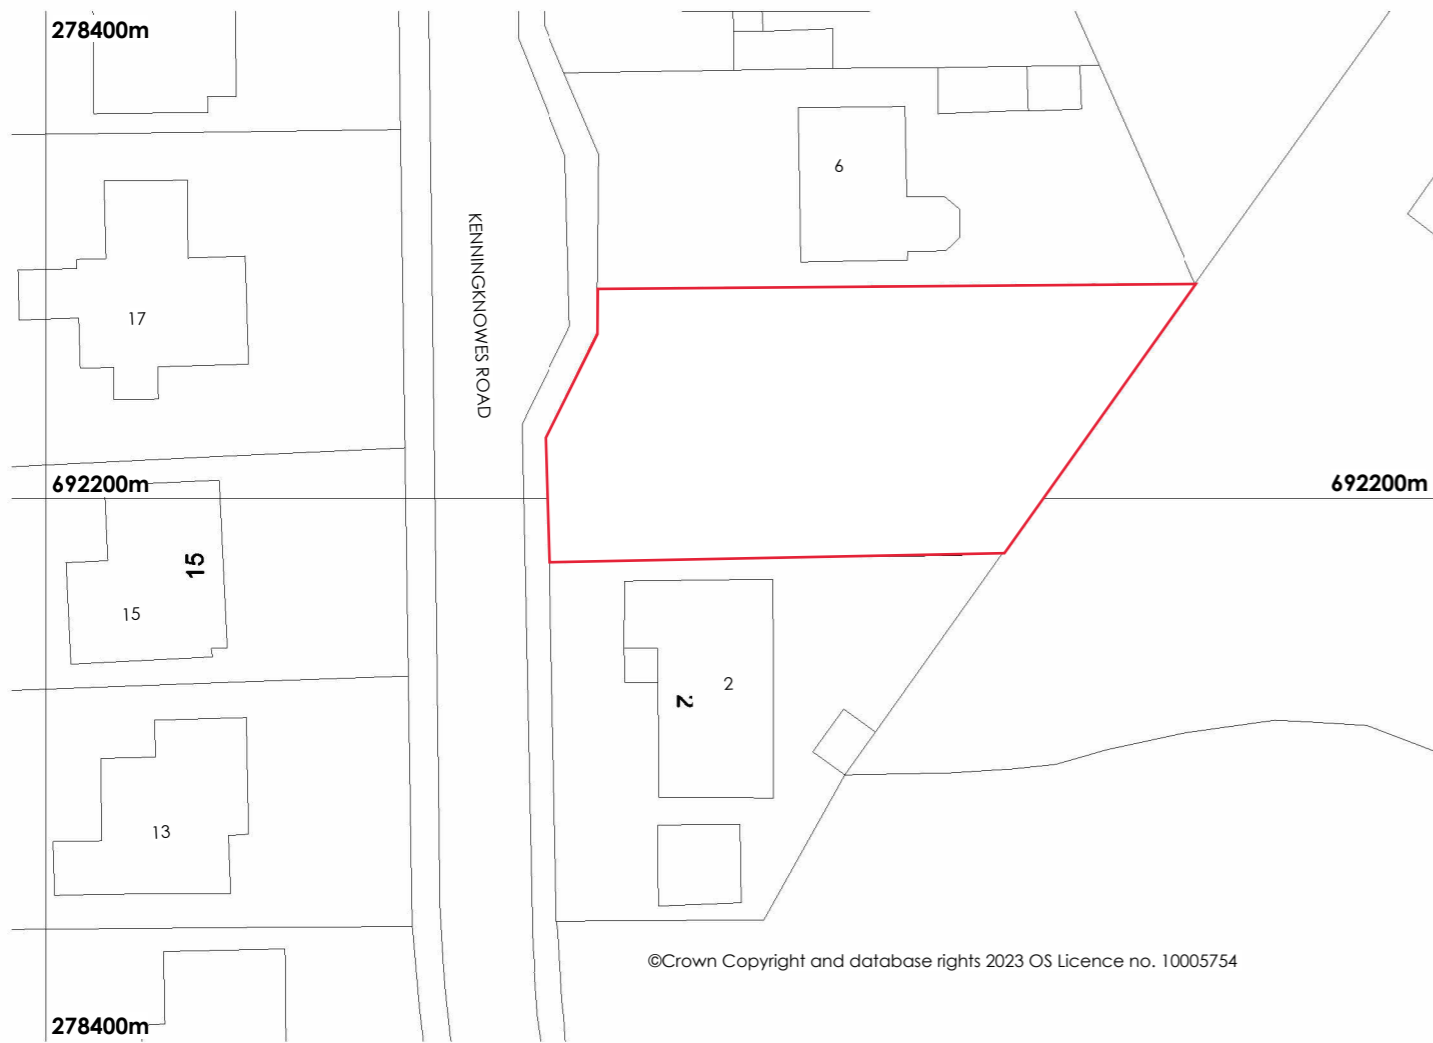 278400m
6
KENNINGKNOWES ROAD
17
692200m
692200m
15
15
2
2
13
©Crown Copyright and database rights 2023 OS Licence no. 10005754
278400m